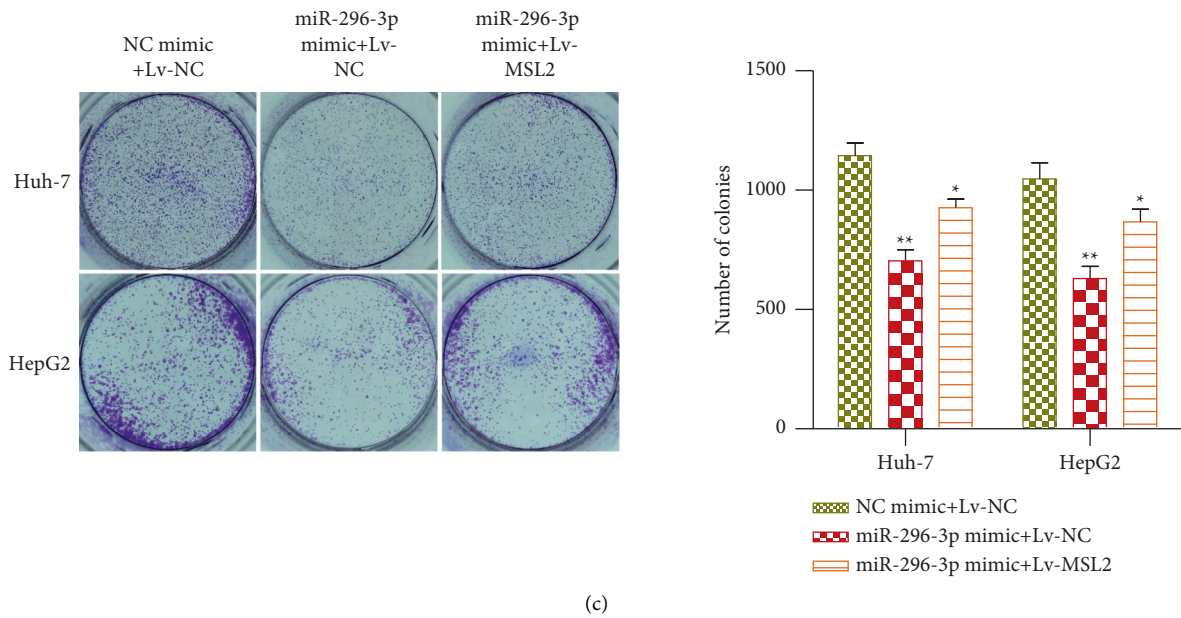 NC mimic
+Lv-NC
miR-296-3p
mimic+Lv-
NC
miR-296-3p
mimic+Lv-
MSL2
Huh-7
HepG2
Number of colonies
1500
1000
500
0
**
*
**
*
Huh-7
HepG2
NC mimic+Lv-NC
miR-296-3p mimic+Lv-NC
miR-296-3p mimic+Lv-MSL2
(c)